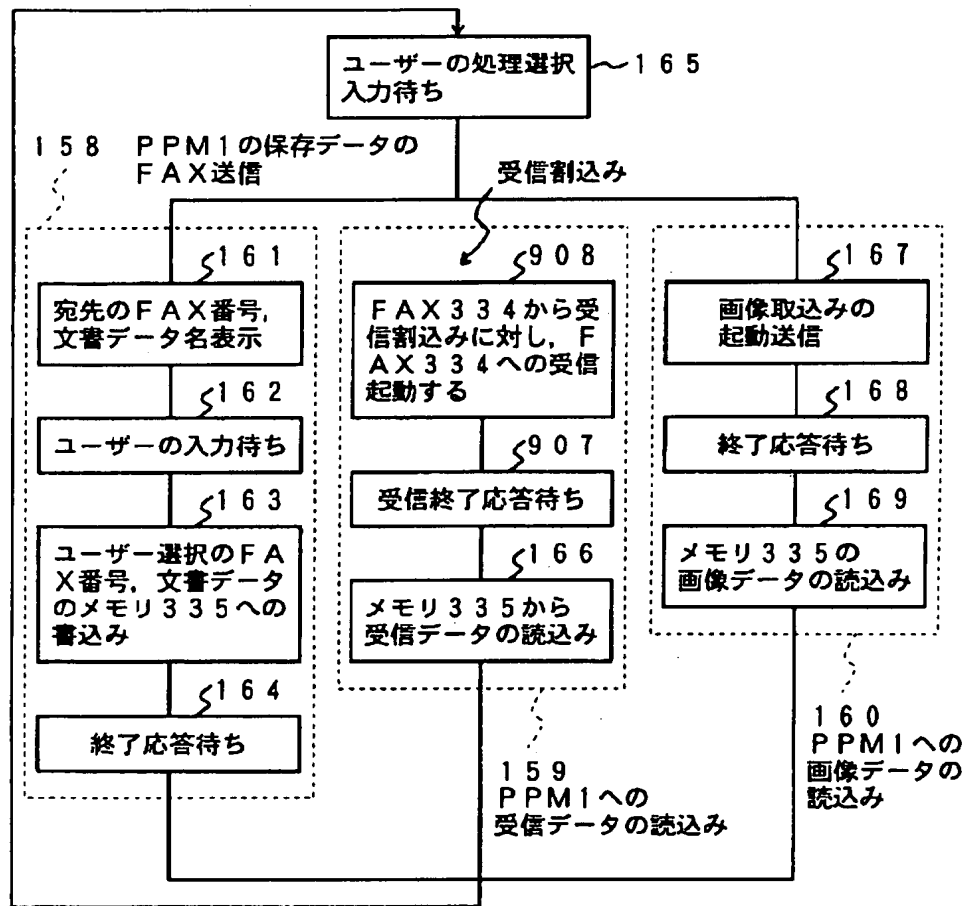 ユーザーの処理選択
入力待ち
165
158 PPM1の保存データの
FAX送信
受信割込み
161
宛先のFAX番号,
文書データ名表示
162
ユーザーの入力待ち
163
ユーザー選択のFA
X番号,文書データ
のメモリ335への
書込み
164
終了応答待ち
908
FAX334から受
信割込みに対し,F
AX334への受信
起動する
907
受信終了応答待ち
166
メモリ335から
受信データの読込み
159
PPM1への
受信データの読込み
167
画像取込みの
起動送信
168
終了応答待ち
169
メモリ335の
画像データの読込み
160
PPM1への
画像データの
読込み